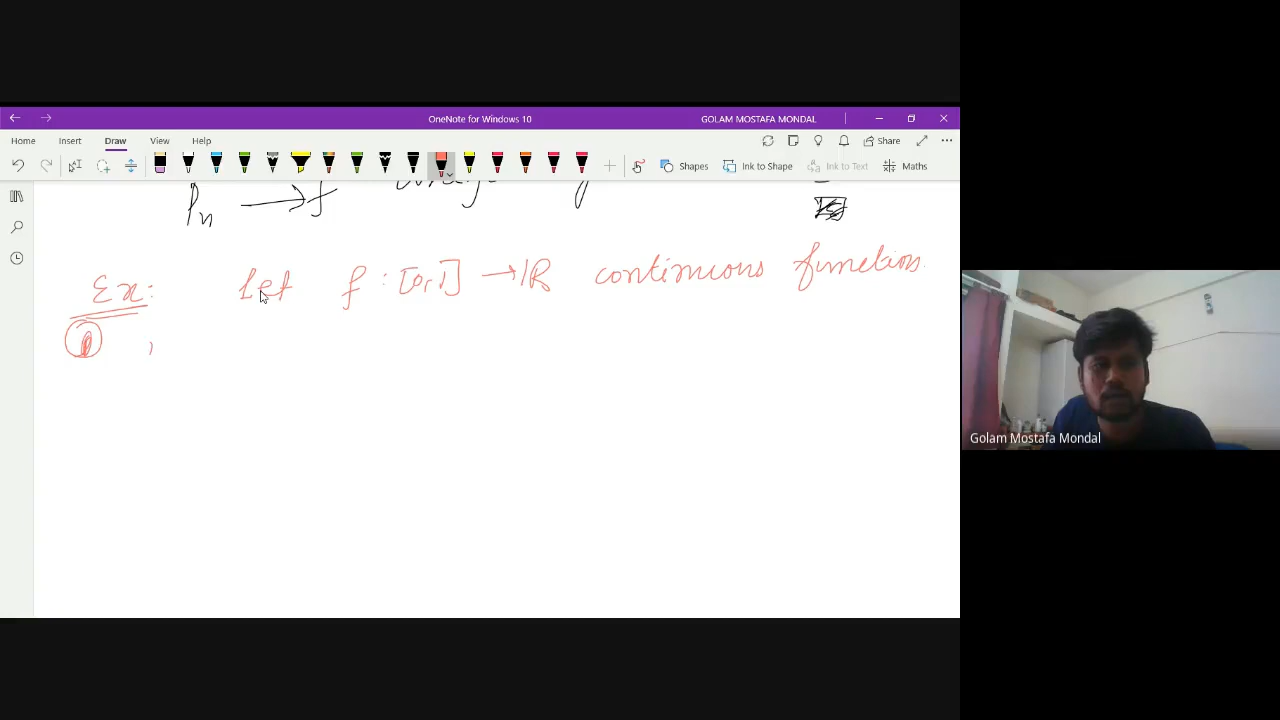 OneNote for Windows 10
GOLAM MOSTAFA MONDAL
Home Insert Draw View Help
Share
Shapes Ink to Shape Ink to Text Maths
Pn → f
Ex: Let f : [0,1] → IR continuous function.
Golam Mostafa Mondal